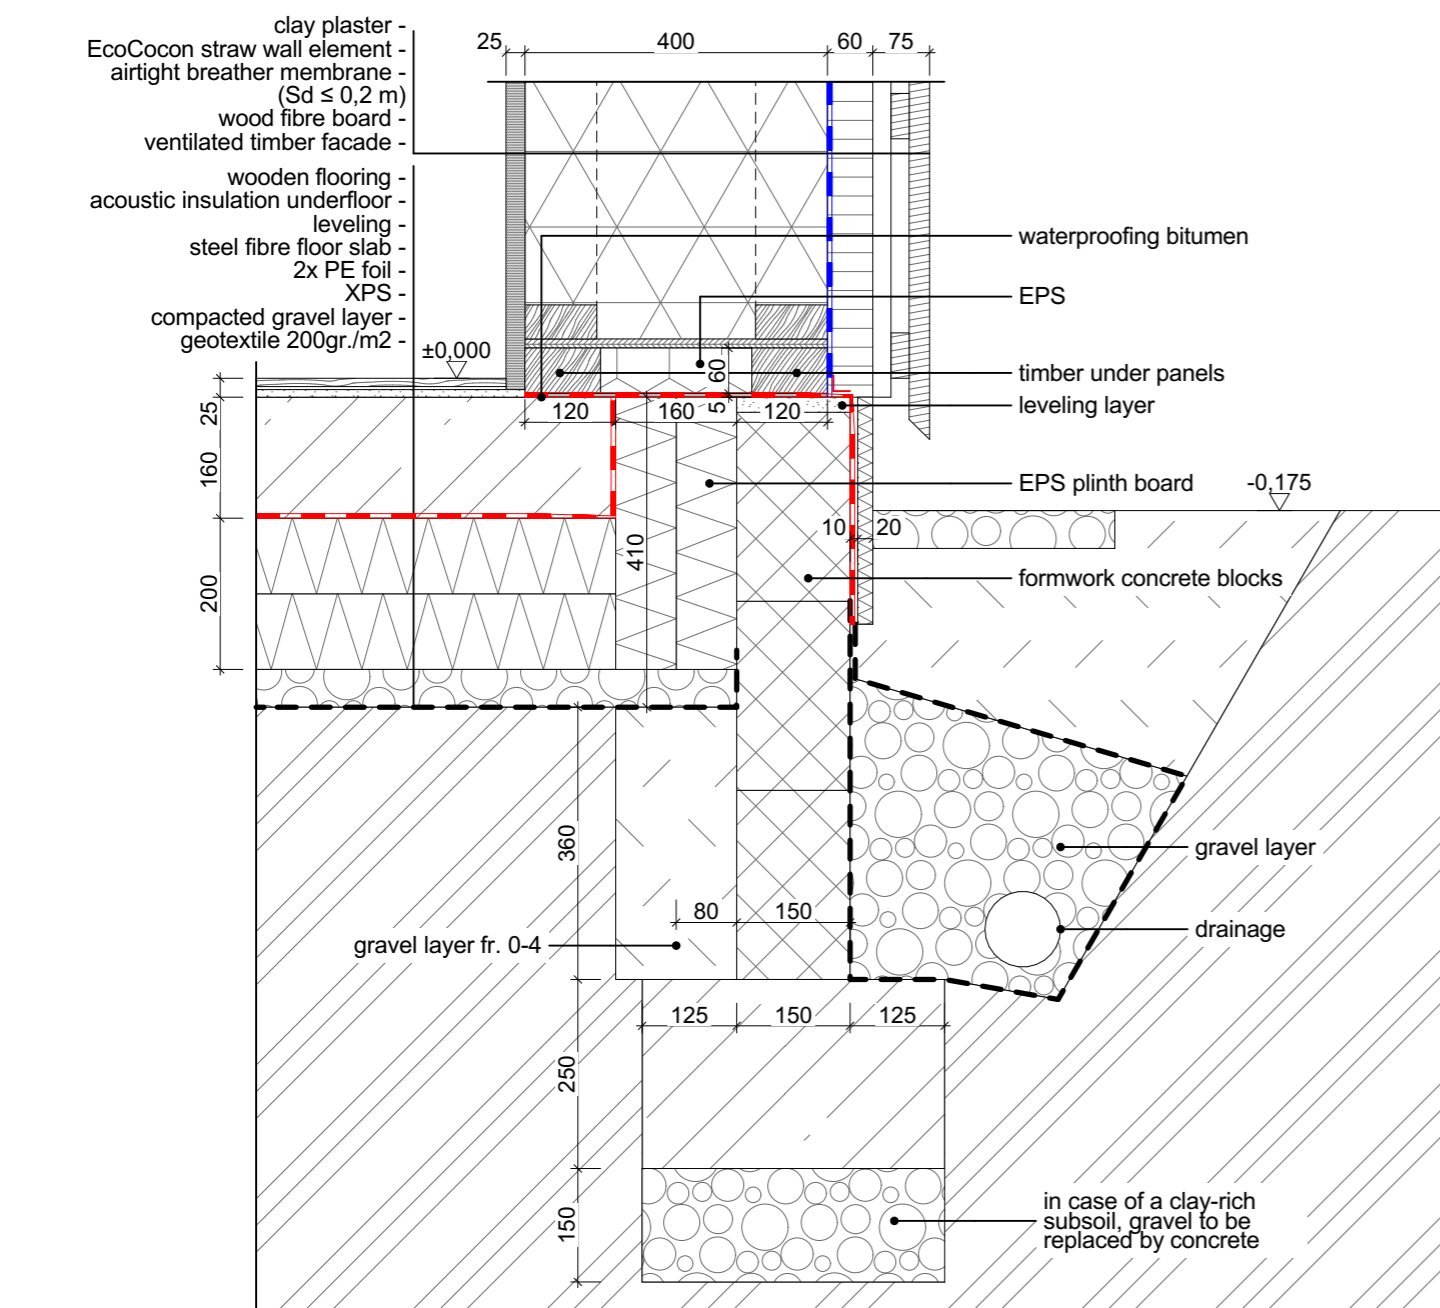 clay plaster -
EcoCocon straw wall element -
airtight breather membrane -
(Sd ≤ 0,2 m)
wood fibre board -
ventilated timber facade -
wooden flooring -
acoustic insulation underfloor -
leveling -
steel fibre floor slab -
2x PE foil -
XPS -
compacted gravel layer -
geotextile 200gr./m2 -
25
400
60
75
waterproofing bitumen
EPS
timber under panels
leveling layer
±0,000
60
5
120
160
120
25
160
200
410
EPS plinth board
-0,175
10
20
formwork concrete blocks
360
80
150
gravel layer fr. 0-4
gravel layer
drainage
125
150
125
250
150
in case of a clay-rich
subsoil, gravel to be
replaced by concrete